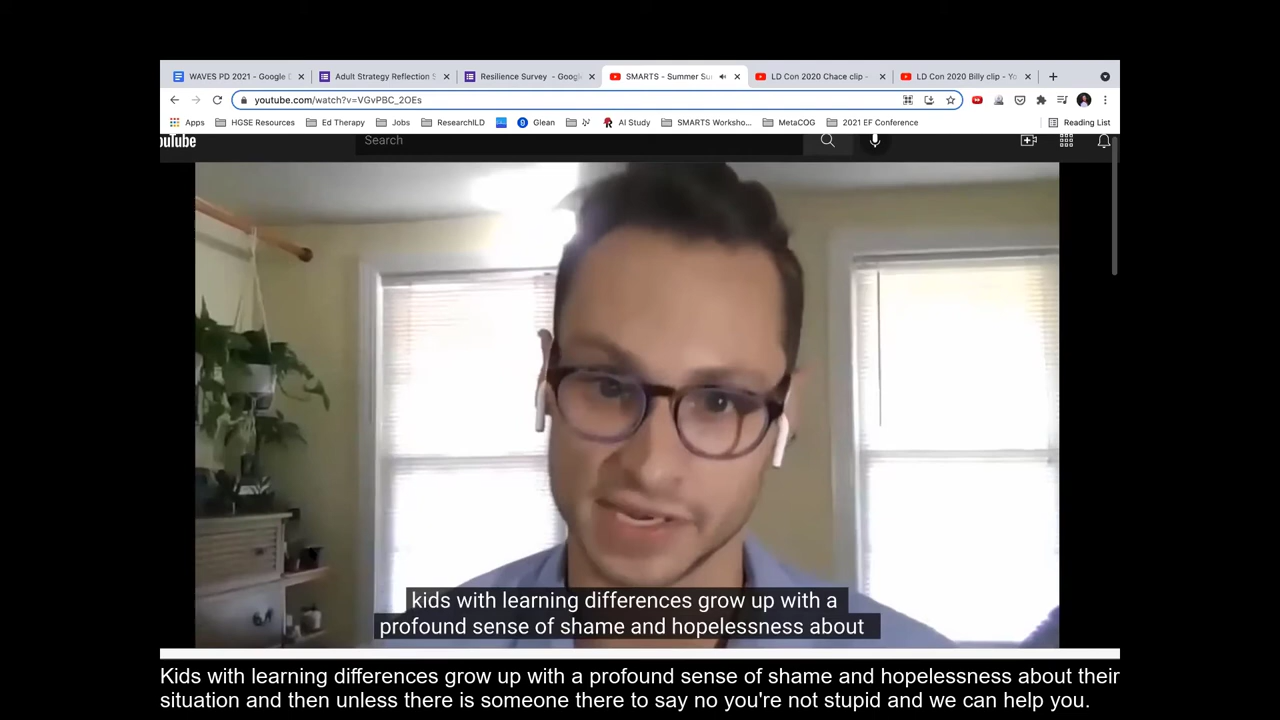 WAVES PD 2021 - Google
Adult Strategy Reflection S
Resilience Survey - Google
SMARTS - Summer Su
LD Con 2020 Chace clip -
LD Con 2020 Billy clip - Yo
youtube.com/watch?v=VGvPBC_2OEs
Apps
HGSE Resources
Ed Therapy
Jobs
ResearchILD
Glean
AI Study
SMARTS Worksho...
MetaCOG
2021 EF Conference
Reading List
ouTube
Search
kids with learning differences grow up with a
profound sense of shame and hopelessness about
Kids with learning differences grow up with a profound sense of shame and hopelessness about their
situation and then unless there is someone there to say no you're not stupid and we can help you.